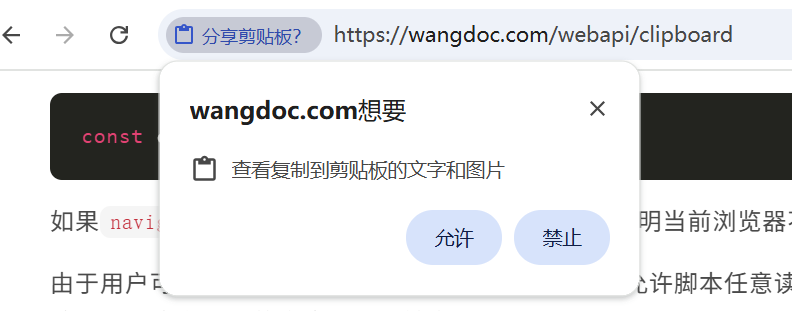 分享剪贴板?
https://wangdoc.com/webapi/clipboard
wangdoc.com想要
查看复制到剪贴板的文字和图片
允许
禁止
const
如果 navig
明当前浏览器
由于用户
允许脚本任意读